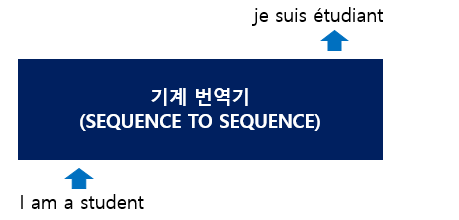 je suis étudiant
기계 번역기
(SEQUENCE TO SEQUENCE)
I am a student